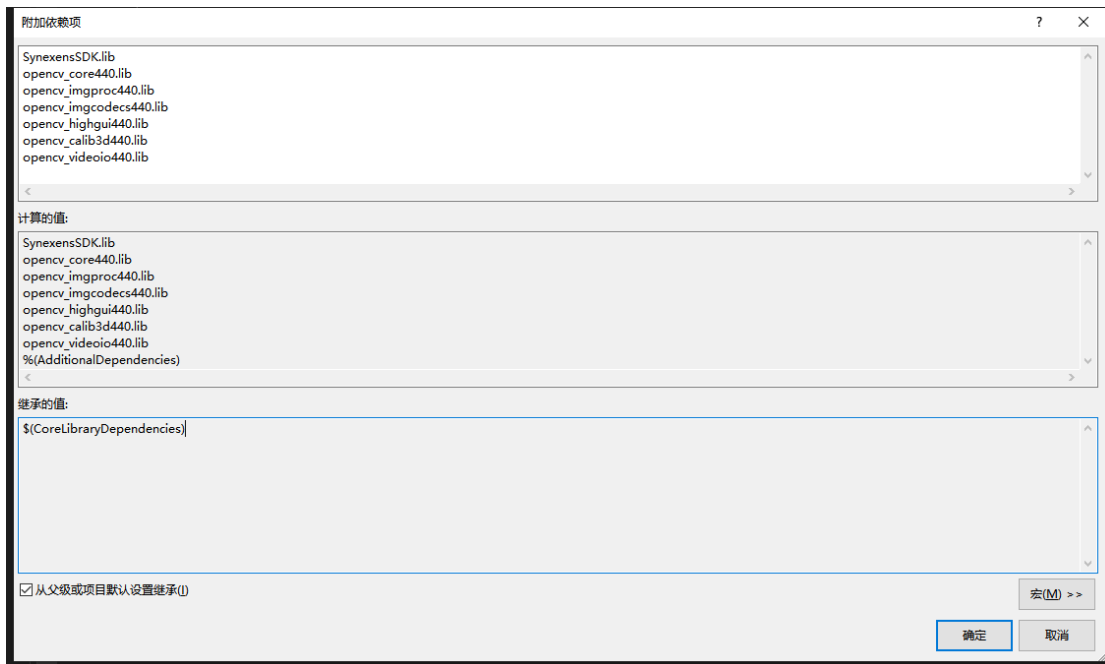 附加依赖项
?
×
SynexensSDK.lib
opencv_core440.lib
opencv_imgproc440.lib
opencv_imgcodecs440.lib
opencv_highgui440.lib
opencv_calib3d440.lib
opencv_videoio440.lib
计算的值:
SynexensSDK.lib
opencv_core440.lib
opencv_imgproc440.lib
opencv_imgcodecs440.lib
opencv_highgui440.lib
opencv_calib3d440.lib
opencv_videoio440.lib
%(AdditionalDependencies)
继承的值:
$(CoreLibraryDependencies)
从父级或项目默认设置继承(I)
宏(M) >>
确定
取消